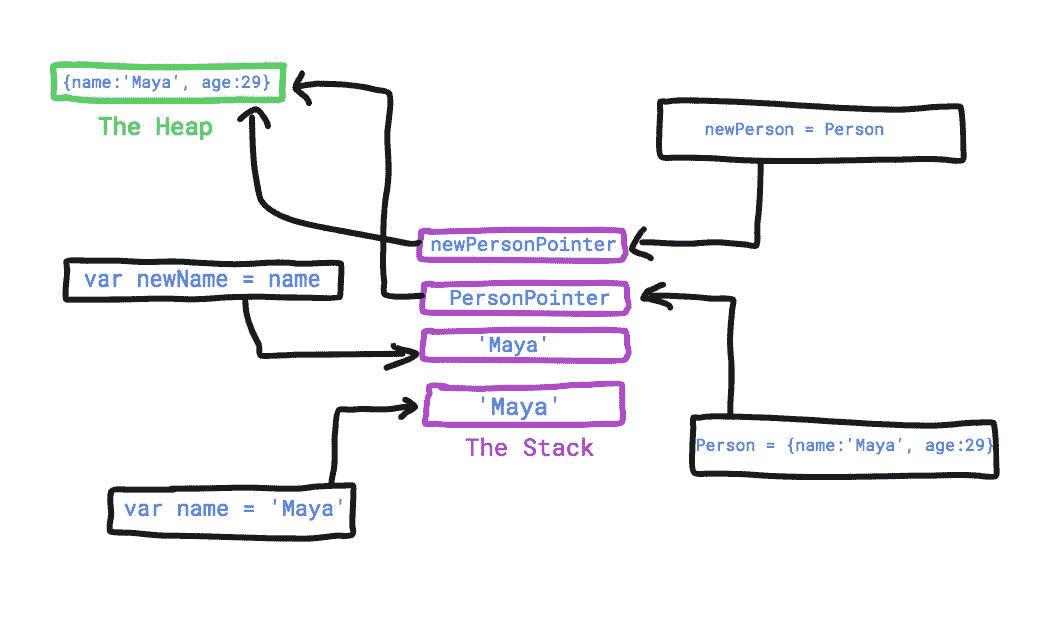 {name:'Maya', age:29}
The Heap
newPerson = Person
newPersonPointer
var newName = name
PersonPointer
'Maya'
'Maya'
The Stack
Person = {name:'Maya', age:29}
var name = 'Maya'